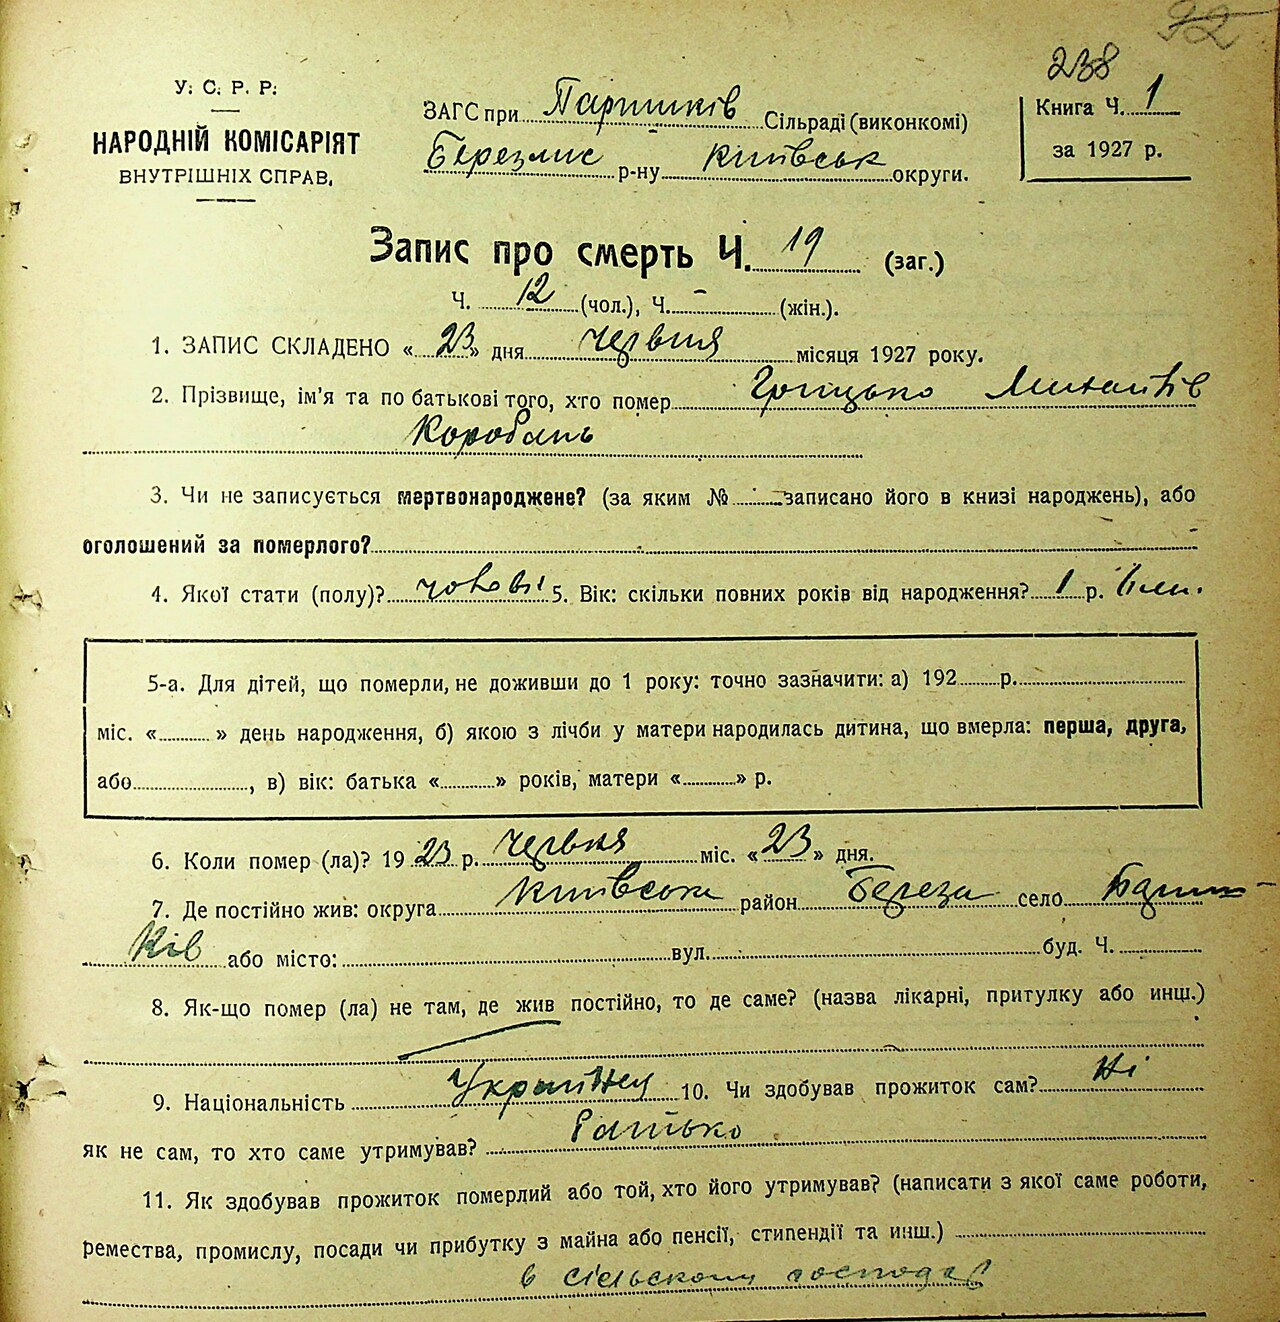 92
238
У. С. Р. Р.
НАРОДНІЙ КОМІСАРІЯТ
ВНУТРІШНІХ СПРАВ.
ЗАГС при Паришків Сільраді (виконкомі)
Березанс р-ну Київськ округи.
Книга Ч. 1
за 1927 р.
Запис про смерть Ч. 19 (заг.)
Ч. 12 (чол.), Ч. - (жін.).
1. ЗАПИС СКЛАДЕНО « 23 » дня червня місяця 1927 року.
2. Прізвище, ім'я та по батькові того, хто помер Грицько
Коробань
3. Чи не записується мертвонароджене? (за яким № записано його в книзі народжень), або
оголошений за померлого? -
4. Якої стати (полу)? 5. Вік: скільки повних років від народження? 1 р.
5-а. Для дітей, що померли, не доживши до 1 року: точно зазначити: а) 192 р.
міс. « » день народження, б) якою з лічби у матери народилась дитина, що вмерла: перша, друга,
або , в) вік: батька « » років, матери « » р.
6. Коли помер (ла)? 19 23 р. червня міс. « 23 » дня.
7. Де постійно жив: округа Київська район Береза село Париш-
ків або місто: вул. буд. Ч.
8. Як-що помер (ла) не там, де жив постійно, то де саме? (назва лікарні, притулку або инш.)
9. Національність Українец 10. Чи здобував прожиток сам? Ні
як не сам, то хто саме утримував? Батько
11. Як здобував прожиток померлий або той, хто його утримував? (написати з якої саме роботи,
ремества, промислу, посади чи прибутку з майна або пенсії, стипендії та инш.)
в сільському господар